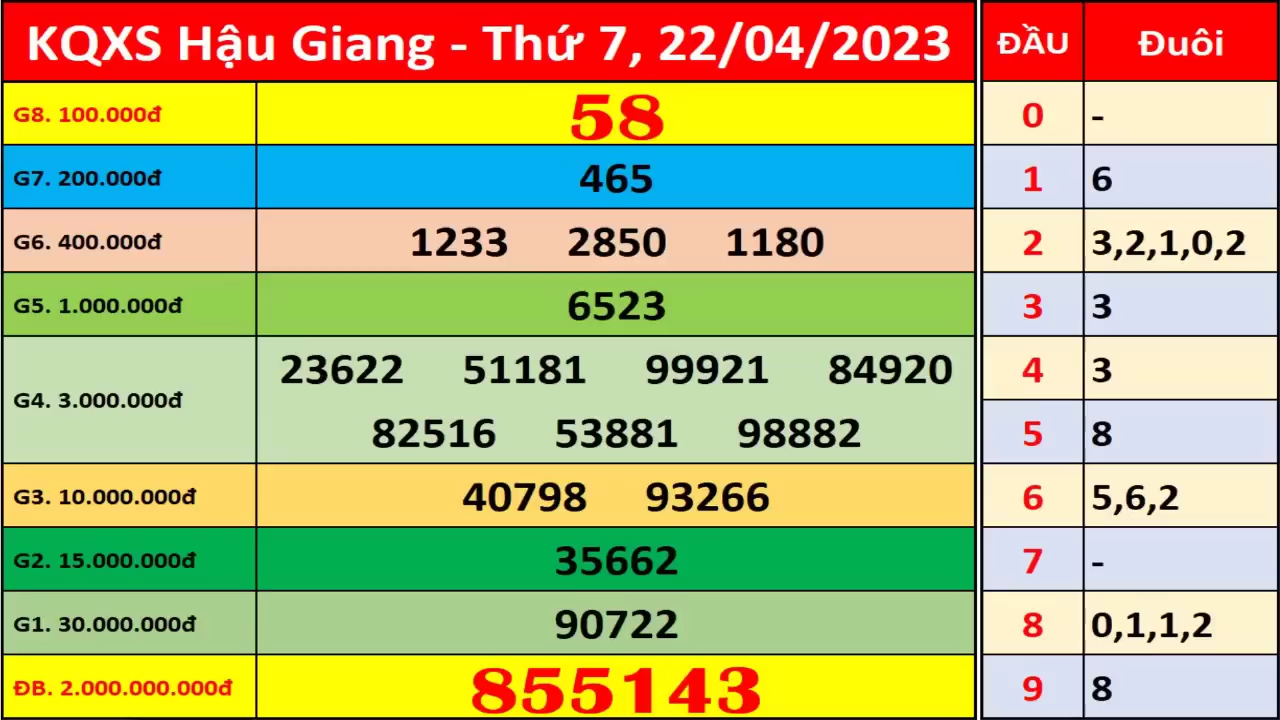 KQXS Hậu Giang - Thứ 7, 22/04/2023
G8. 100.000đ 58
G7. 200.000đ 465
G6. 400.000đ 1233 2850 1180
G5. 1.000.000đ 6523
G4. 3.000.000đ 23622 51181 99921 84920
82516 53881 98882
G3. 10.000.000đ 40798 93266
G2. 15.000.000đ 35662
G1. 30.000.000đ 90722
ĐB. 2.000.000.000đ 855143
ĐẦU Đuôi
0 -
1 6
2 3,2,1,0,2
3 3
4 3
5 8
6 5,6,2
7 -
8 0,1,1,2
9 8